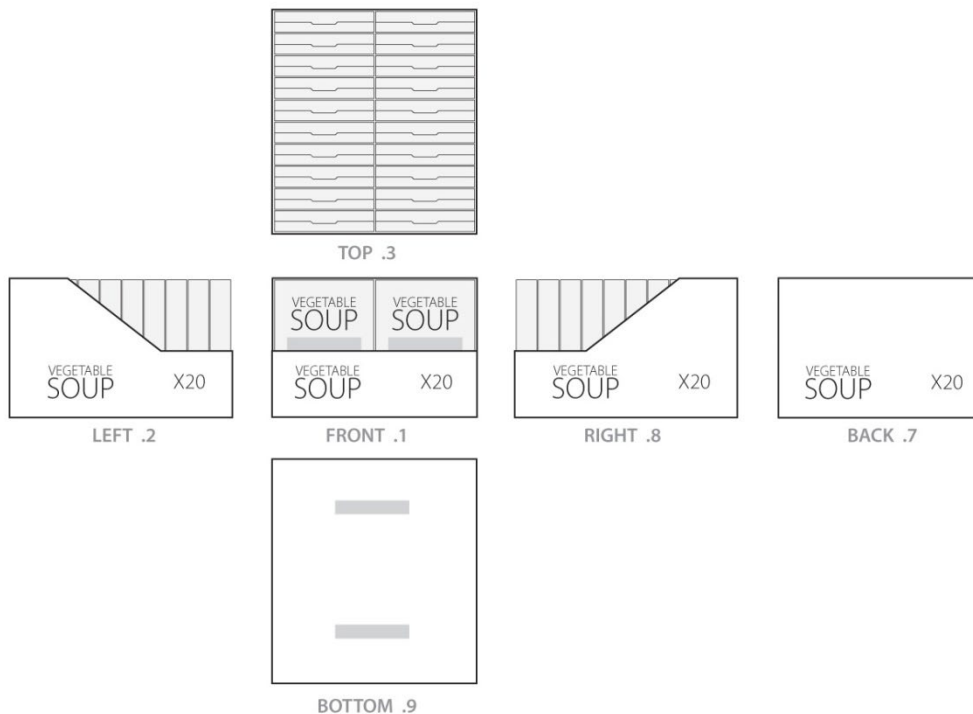 TOP .3
VEGETABLE
SOUP
VEGETABLE
SOUP
VEGETABLE
SOUP X20
LEFT .2
VEGETABLE
SOUP X20
FRONT .1
VEGETABLE
SOUP X20
RIGHT .8
VEGETABLE
SOUP X20
BACK .7
BOTTOM .9